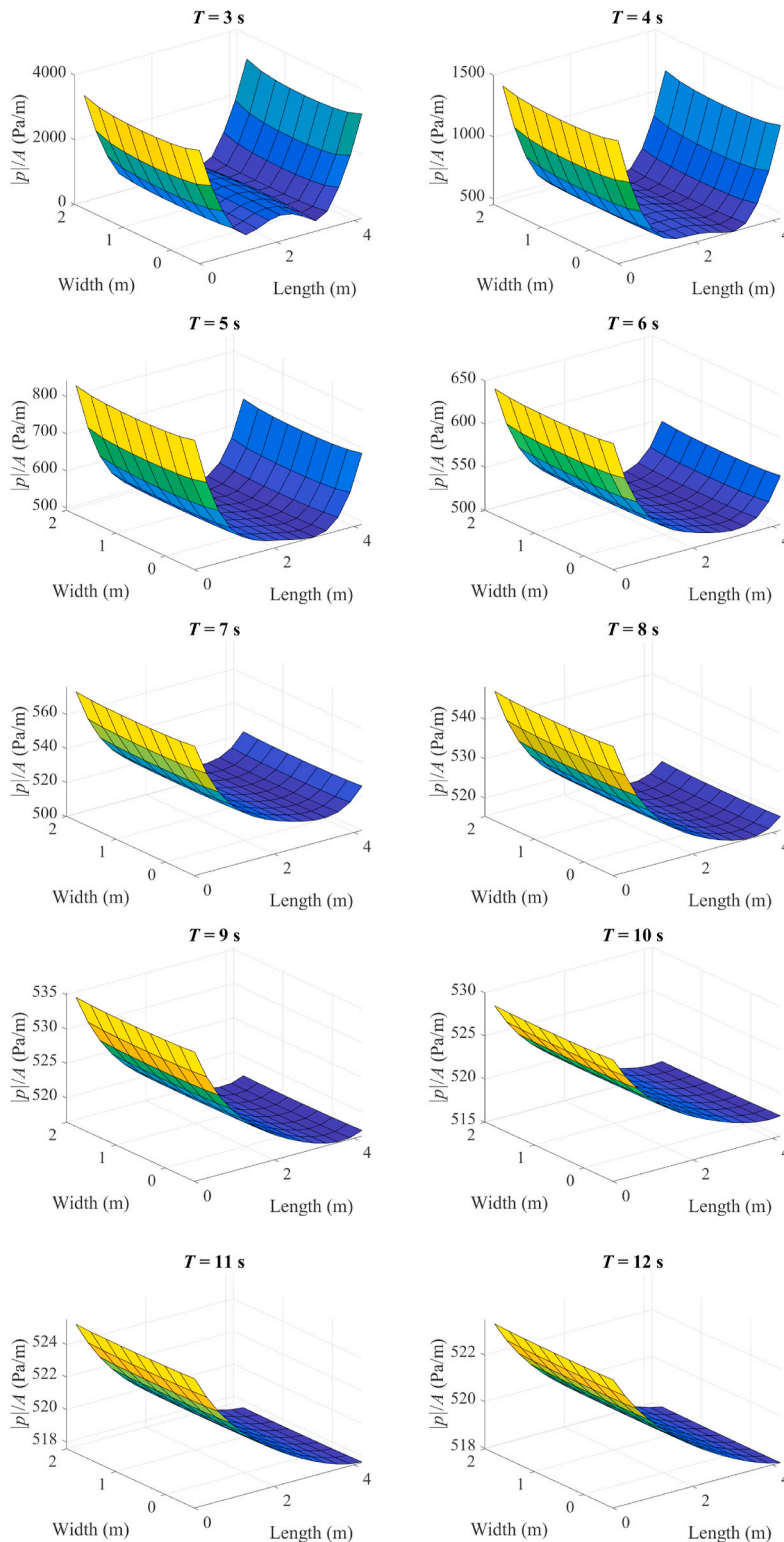 T = 3 s
4000
2000
0
|p|/A (Pa/m)
2
1
0
Width (m)
0
2
4
Length (m)
T = 4 s
1500
1000
500
|p|/A (Pa/m)
2
1
0
Width (m)
0
2
4
Length (m)
T = 5 s
800
700
600
500
|p|/A (Pa/m)
2
1
0
Width (m)
0
2
4
Length (m)
T = 6 s
650
600
550
500
|p|/A (Pa/m)
2
1
0
Width (m)
0
2
4
Length (m)
T = 7 s
560
540
520
500
|p|/A (Pa/m)
2
1
0
Width (m)
0
2
4
Length (m)
T = 8 s
540
530
520
|p|/A (Pa/m)
2
1
0
Width (m)
0
2
4
Length (m)
T = 9 s
535
530
525
520
|p|/A (Pa/m)
2
1
0
Width (m)
0
2
4
Length (m)
T = 10 s
530
525
520
515
|p|/A (Pa/m)
2
1
0
Width (m)
0
2
4
Length (m)
T = 11 s
524
522
520
518
|p|/A (Pa/m)
2
1
0
Width (m)
0
2
4
Length (m)
T = 12 s
522
520
518
|p|/A (Pa/m)
2
1
0
Width (m)
0
2
4
Length (m)